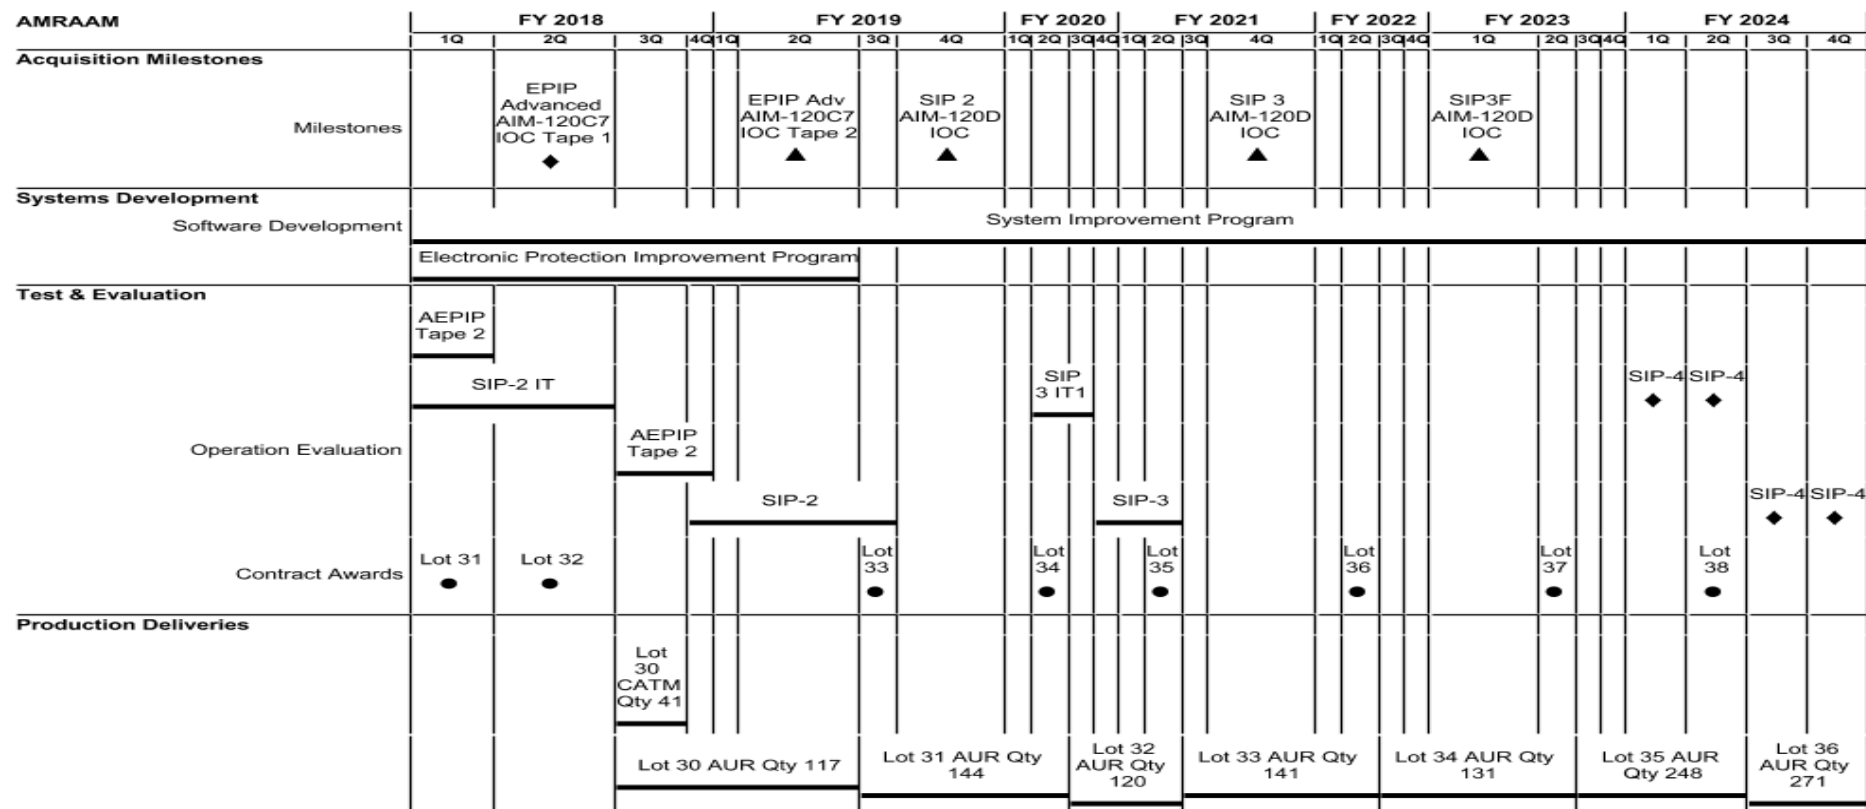 AMRAAM FY 2018 FY 2019 FY 2020 FY 2021 FY 2022 FY 2023 FY 2024
1Q 2Q 3Q 4Q 1Q 2Q 3Q 4Q 1Q 2Q 3Q 4Q 1Q 2Q 3Q 4Q 1Q 2Q 3Q 4Q 1Q 2Q 3Q 4Q 1Q 2Q 3Q 4Q
Acquisition Milestones
Milestones
EPIP
Advanced
AIM-120C7
IOC Tape 1
EPIP Adv
AIM-120C7
IOC Tape 2
SIP 2
AIM-120D
IOC
SIP 3
AIM-120D
IOC
SIP3F
AIM-120D
IOC
Systems Development
Software Development
System Improvement Program
Electronic Protection Improvement Program
Test & Evaluation
AEPIP
Tape 2
SIP-2 IT
SIP
3 IT1
SIP-4 SIP-4
Operation Evaluation
AEPIP
Tape 2
SIP-2
SIP-3
SIP-4 SIP-4
Contract Awards
Lot 31
Lot 32
Lot
33
Lot
34
Lot
35
Lot
36
Lot
37
Lot
38
Production Deliveries
Lot
30
CATM
Qty 41
Lot 30 AUR Qty 117
Lot 31 AUR Qty
144
Lot 32
AUR Qty
120
Lot 33 AUR Qty
141
Lot 34 AUR Qty
131
Lot 35 AUR
Qty 248
Lot 36
AUR Qty
271